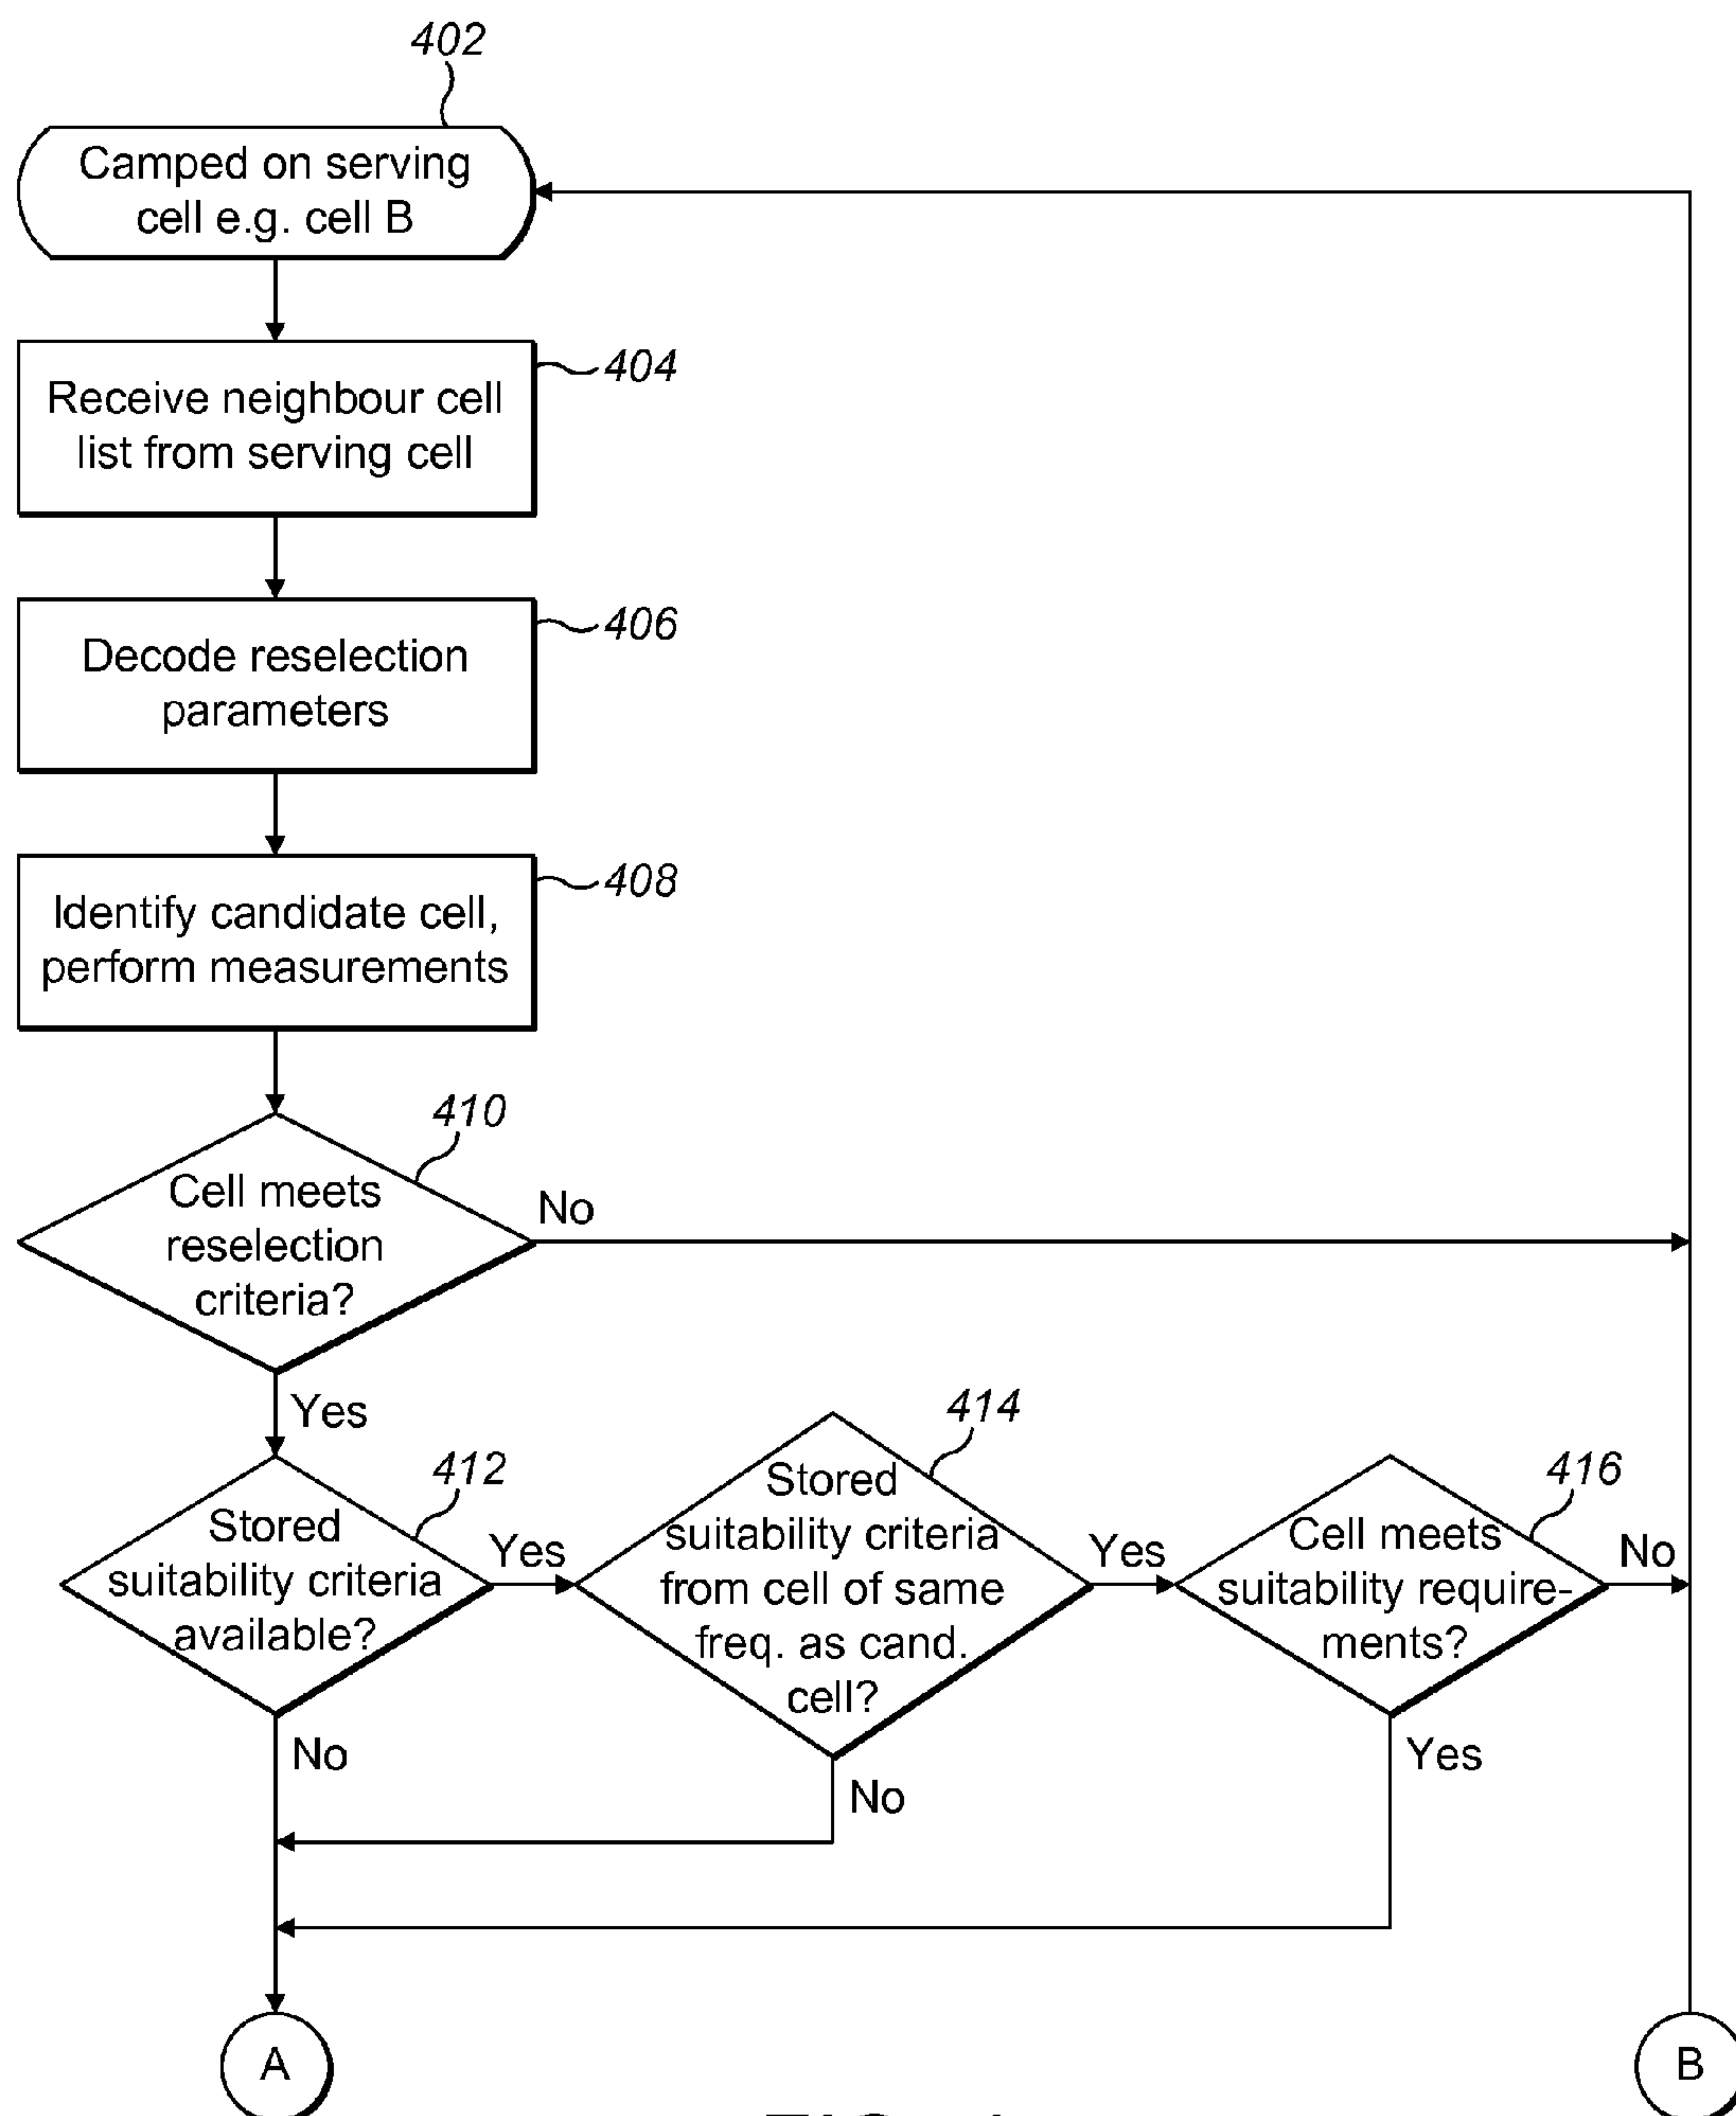 402
Camped on serving
cell e.g. cell B
404
Receive neighbour cell
list from serving cell
406
Decode reselection
parameters
408
Identify candidate cell,
perform measurements
410
Cell meets
reselection
criteria?
No
Yes
412
Stored
suitability criteria
available?
Yes
414
Stored
suitability criteria
from cell of same
freq. as cand.
cell?
Yes
416
Cell meets
suitability require-
ments?
No
No
No
Yes
A
B